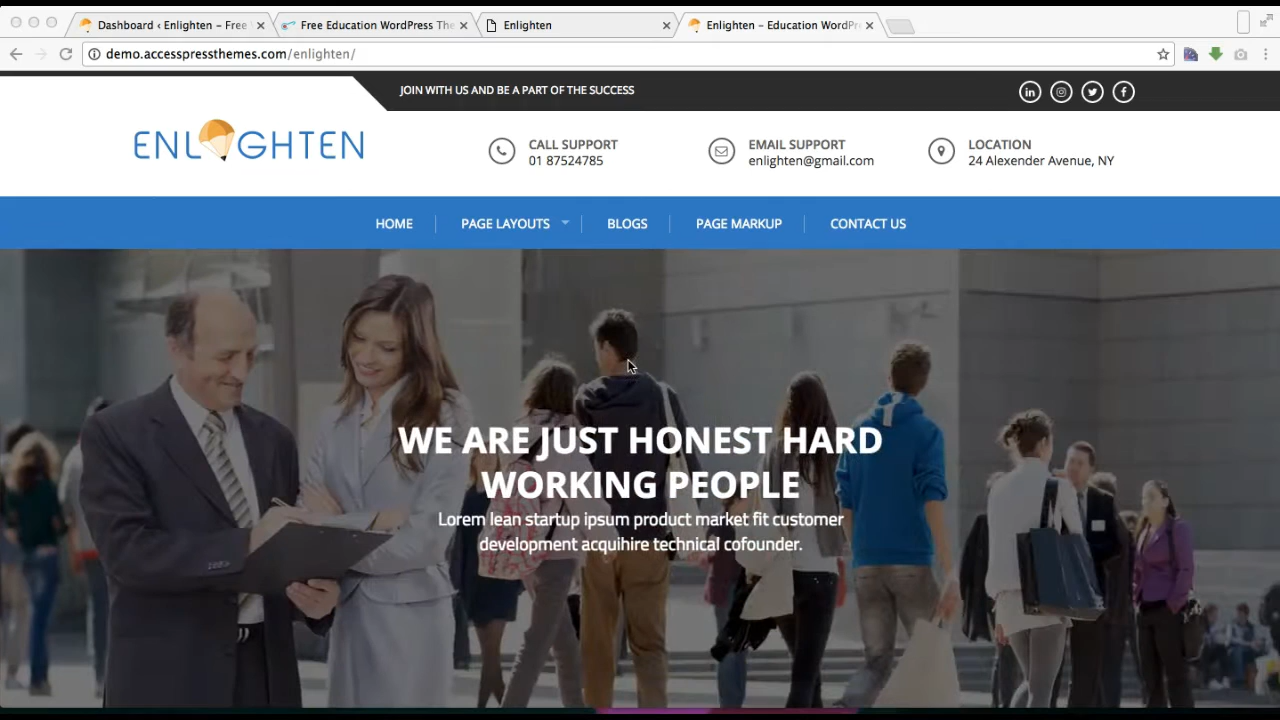 Dashboard ‹ Enlighten – Free
Free Education WordPress The
Enlighten
Enlighten – Education WordPr
demo.accesspressthemes.com/enlighten/
JOIN WITH US AND BE A PART OF THE SUCCESS
ENLIGHTEN
CALL SUPPORT
01 87524785
EMAIL SUPPORT
enlighten@gmail.com
LOCATION
24 Alexender Avenue, NY
HOME
PAGE LAYOUTS
BLOGS
PAGE MARKUP
CONTACT US
WE ARE JUST HONEST HARD
WORKING PEOPLE
Lorem lean startup ipsum product market fit customer
development acquihire technical cofounder.